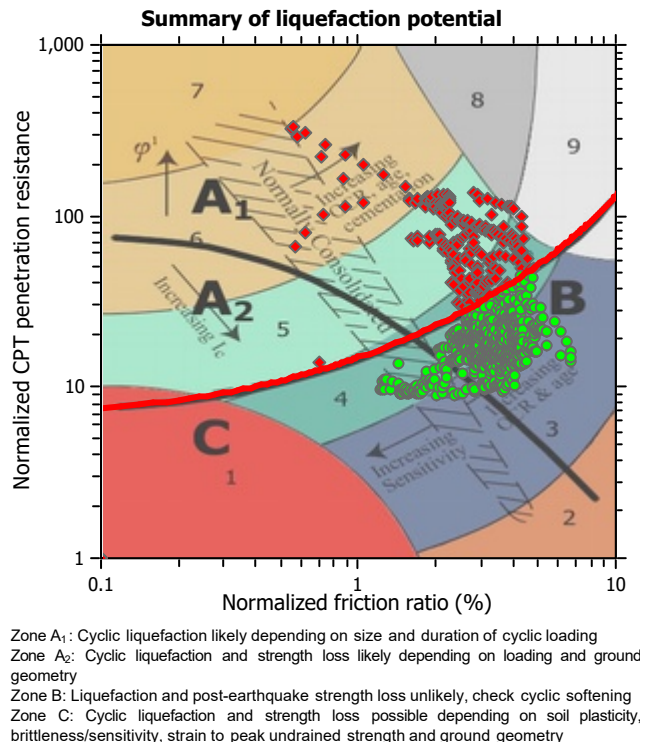 Summary of liquefaction potential
1,000
100
10
1
Normalized CPT penetration resistance
0.1
1
10
Normalized friction ratio (%)
7
8
9
φ'
A1
6
A2
5
B
4
C
1
3
2
Normally Consolidated
Increasing
OCR, age,
cementation
Increasing Ic
Increasing
OCR & age
Increasing
Sensitivity
Zone A1: Cyclic liquefaction likely depending on size and duration of cyclic loading
Zone A2: Cyclic liquefaction and strength loss likely depending on loading and ground
geometry
Zone B: Liquefaction and post-earthquake strength loss unlikely, check cyclic softening
Zone C: Cyclic liquefaction and strength loss possible depending on soil plasticity,
brittleness/sensitivity, strain to peak undrained strength and ground geometry